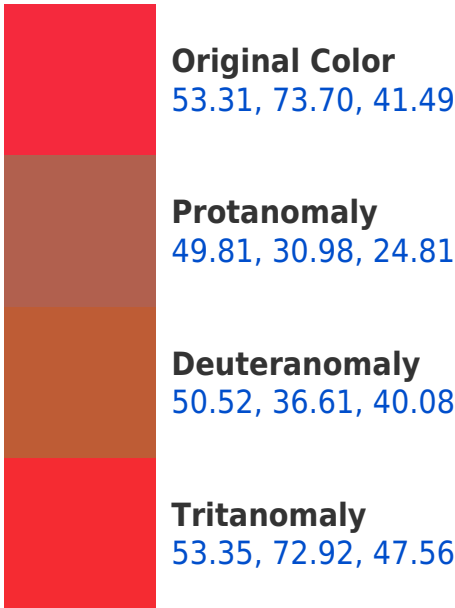 Original Color
53.31, 73.70, 41.49
Protanomaly
49.81, 30.98, 24.81
Deuteranomaly
50.52, 36.61, 40.08
Tritanomaly
53.35, 72.92, 47.56